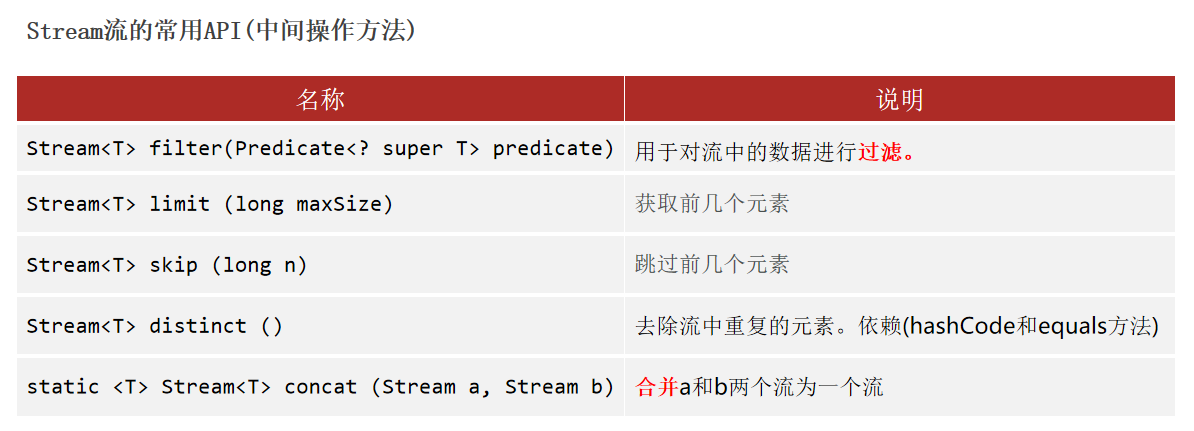 Stream流的常用API(中间操作方法)
名称 说明
Stream<T> filter(Predicate<? super T> predicate) 用于对流中的数据进行过滤。
Stream<T> limit (long maxSize) 获取前几个元素
Stream<T> skip (long n) 跳过前几个元素
Stream<T> distinct () 去除流中重复的元素。依赖(hashCode和equals方法)
static <T> Stream<T> concat (Stream a, Stream b) 合并a和b两个流为一个流